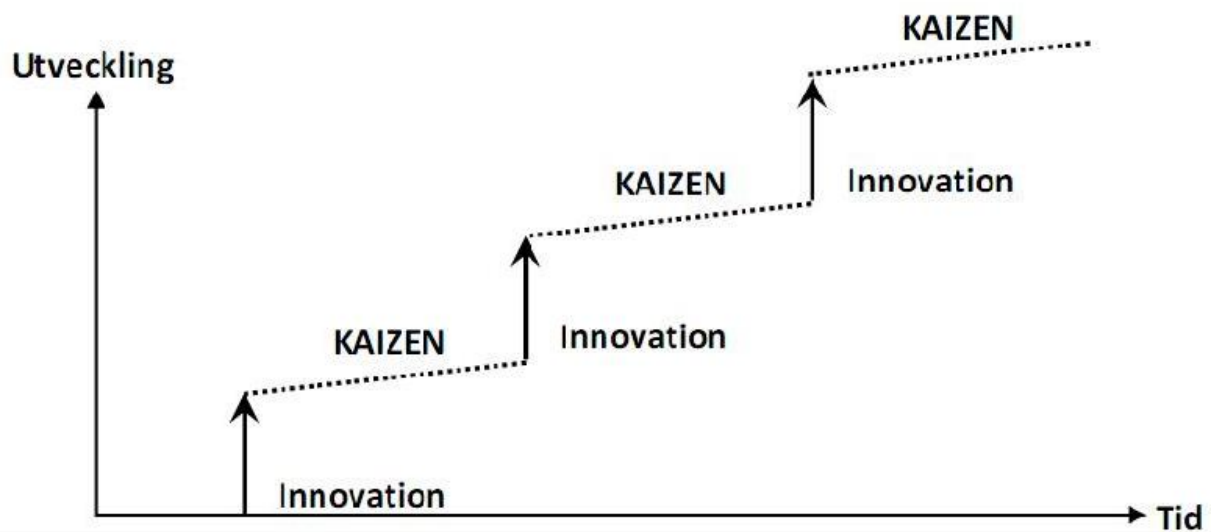 KAIZEN
Utveckling
KAIZEN
Innovation
KAIZEN
Innovation
Innovation
Tid